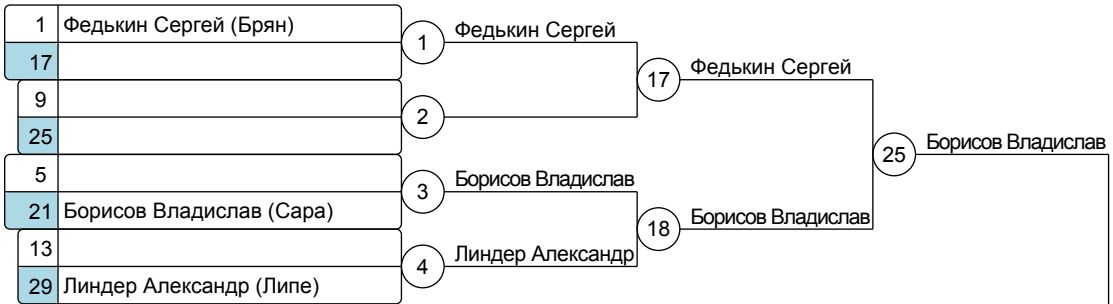 1 Федькин Сергей (Брян)
17
1
Федькин Сергей
9
25
2
17
Федькин Сергей
5
21 Борисов Владислав (Сара)
3
Борисов Владислав
13
29 Линдер Александр (Липе)
4
Линдер Александр
18
Борисов Владислав
25
Борисов Владислав